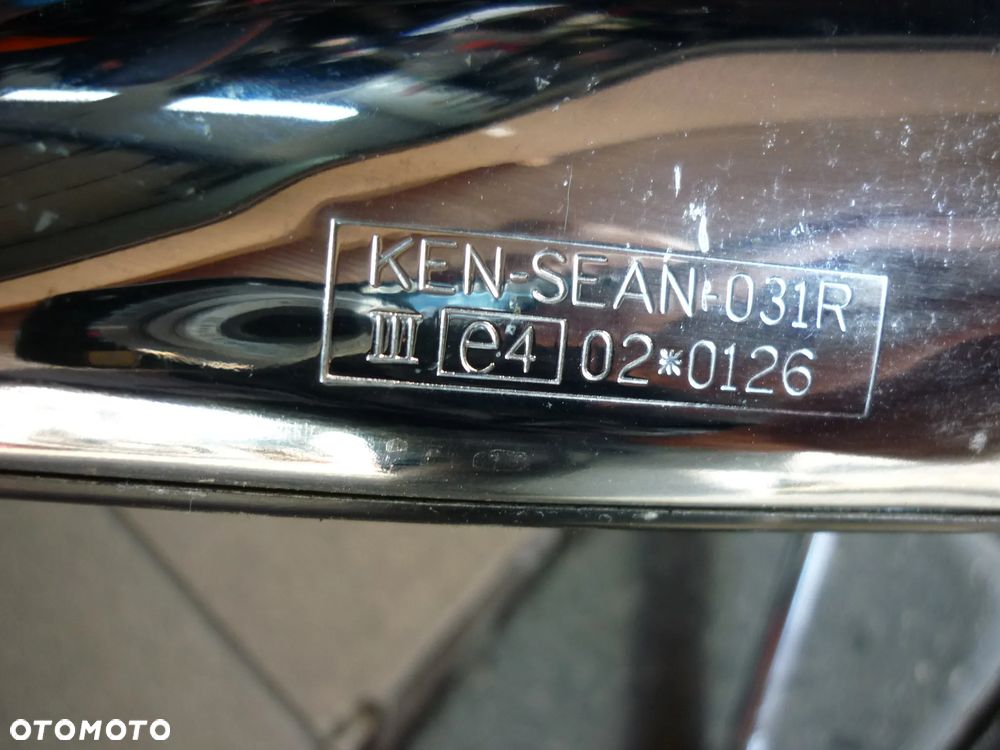 KEN-SEAN-031R
III e4 02*0126
OTOMOTO